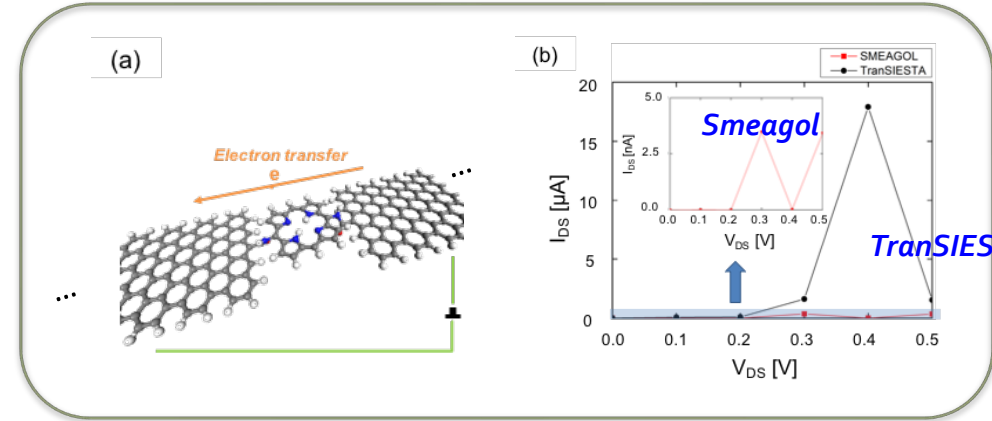 (a)
Electron transfer
e
...
...
(b)
SMEAGOL
TranSIESTA
20
15
10
5
0
I_DS [µA]
0.0 0.1 0.2 0.3 0.4 0.5
V_DS [V]
5.0
2.5
0.0
I_DS [nA]
0.0 0.1 0.2 0.3 0.4 0.5
V_DS [V]
Smeagol
TranSIES